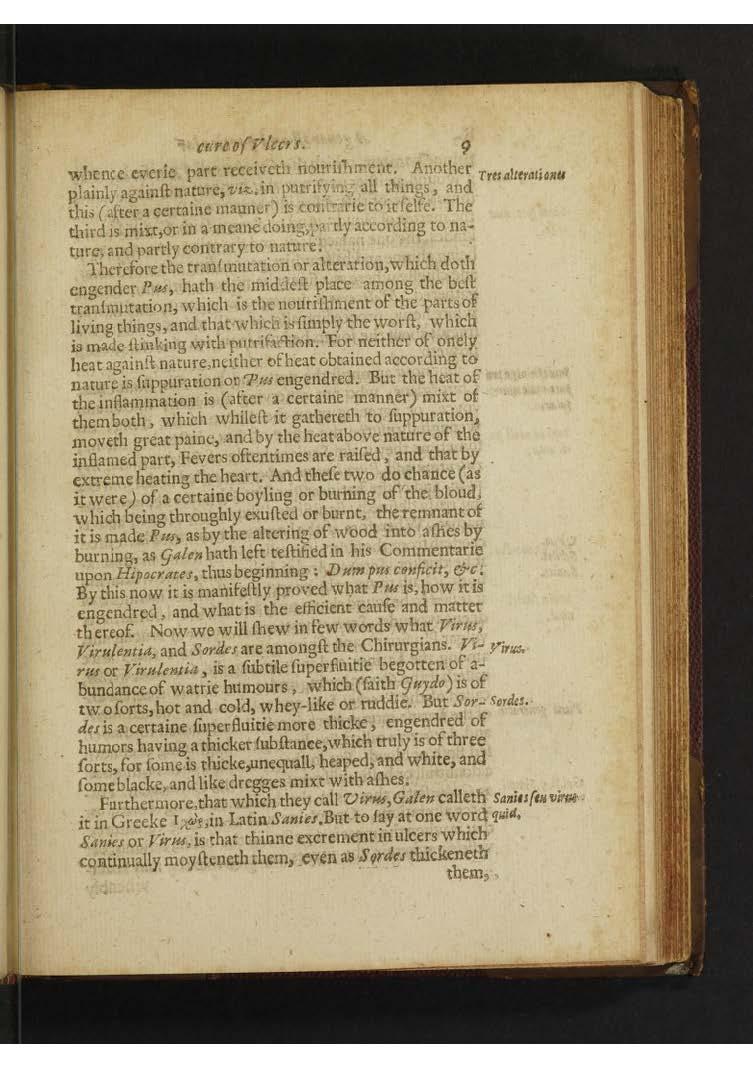 cure of Vlcers. 9
whence everie part receiveth nouriſhment. Another Tres alterationes
plainly againſt nature, viz. in putrifying all things, and
this (after a certaine manner) is contrarie to it ſelfe. The
third is mixt, or in a meane doing, partly according to na-
ture, and partly contrary to nature.
Therefore the tranſmutation or alteration, which doth
engender Pus, hath the middeſt place among the beſt
tranſmutation, which is the nouriſhment of the parts of
living things, and that which is ſimply the worſt, which
is made ſtinking with putrifaction. For neither of onely
heat againſt nature, neither of heat obtained according to
nature is ſuppuration or Pus engendred. But the heat of
the inflammation is (after a certaine manner) mixt of
them both, which whileſt it gathereth to ſuppuration,
moveth great paine, and by the heat above nature of the
inflamed part, Fevers oftentimes are raiſed, and that by
extreme heating the heart. And theſe two do chance (as
it were) of a certaine boyling or burning of the bloud,
which being throughly exuſted or burnt, the remnant of
it is made Pus, as by the altering of wood into aſhes by
burning, as Galen hath left teſtified in his Commentarie
upon Hipocrates, thus beginning : Dum pus conficit, &c.
By this now it is manifeſtly proved what Pus is, how it is
engendred, and what is the efficient cauſe and matter
thereof. Now we will ſhew in few words what Virus,
Virulentia, and Sordes are amongſt the Chirurgians. Vi- Virus.
rus or Virulentia, is a ſubtile ſuperfluitie begotten of a-
bundance of watrie humours, which (ſaith Guydo) is of
two ſorts, hot and cold, whey-like or ruddie. But Sor- Sordes.
des is a certaine ſuperfluitie more thicke, engendred of
humors having a thicker ſubſtance, which truly is of three
ſorts, for ſome is thicke, unequall, heaped, and white, and
ſome blacke, and like dregges mixt with aſhes.
Furthermore, that which they call Virus, Galen calleth Sanies ſeu virus
it in Greeke Ιχὼρ, in Latin Sanies. But to ſay at one word quid.
Sanies or Virus, is that thinne excrement in ulcers which
continually moyſteneth them, even as Sordes thickeneth
them,